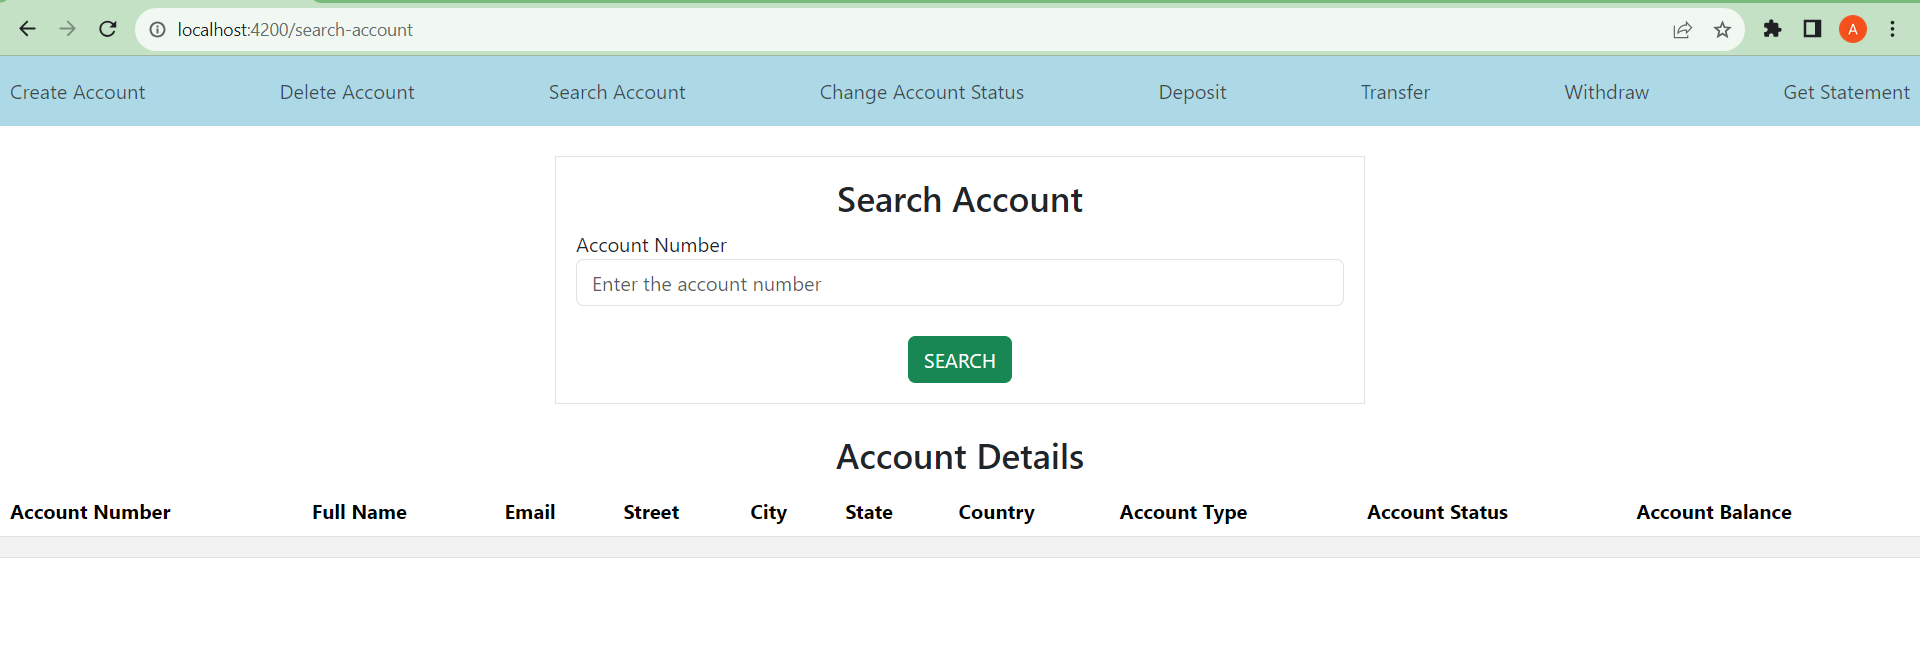 localhost:4200/search-account
A
Create Account Delete Account Search Account Change Account Status Deposit Transfer Withdraw Get Statement
Search Account
Account Number
Enter the account number
SEARCH
Account Details
Account Number Full Name Email Street City State Country Account Type Account Status Account Balance